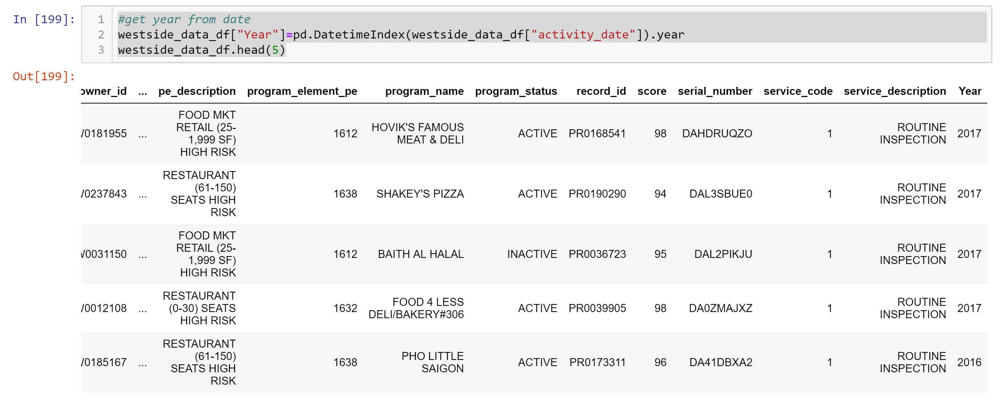 In [199]:
1 #get year from date
2 westside_data_df["Year"]=pd.DatetimeIndex(westside_data_df["activity_date"]).year
3 westside_data_df.head(5)
Out[199]:
owner_id ... pe_description program_element_pe program_name program_status record_id score serial_number service_code service_description Year
FOOD MKT
RETAIL (25-
1,999 SF)
HIGH RISK
0181955 ... 1612 HOVIK'S FAMOUS
MEAT & DELI
ACTIVE PR0168541 98 DAHDRUQZO 1 ROUTINE
INSPECTION
2017
RESTAURANT
(61-150)
SEATS HIGH
RISK
0237843 ... 1638 SHAKEY'S PIZZA ACTIVE PR0190290 94 DAL3SBUE0 1 ROUTINE
INSPECTION
2017
FOOD MKT
RETAIL (25-
1,999 SF)
HIGH RISK
0031150 ... 1612 BAITH AL HALAL INACTIVE PR0036723 95 DAL2PIKJU 1 ROUTINE
INSPECTION
2017
RESTAURANT
(0-30) SEATS
HIGH RISK
0012108 ... 1632 FOOD 4 LESS
DELI/BAKERY#306
ACTIVE PR0039905 98 DA0ZMAJXZ 1 ROUTINE
INSPECTION
2017
RESTAURANT
(61-150)
SEATS HIGH
RISK
0185167 ... 1638 PHO LITTLE
SAIGON
ACTIVE PR0173311 96 DA41DBXA2 1 ROUTINE
INSPECTION
2016